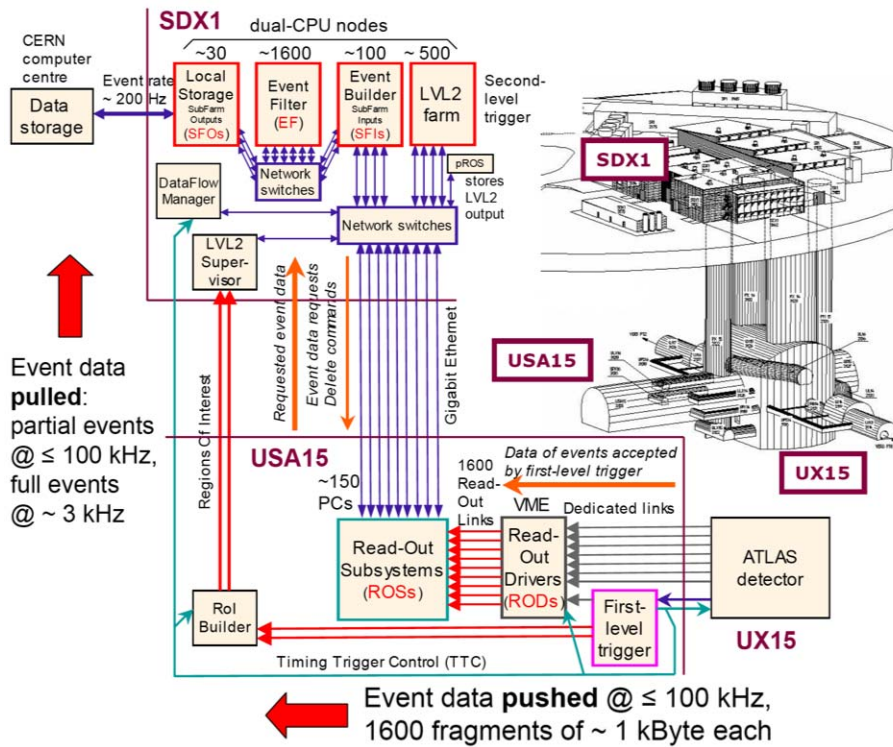 SDX1
dual-CPU nodes
CERN
computer
centre
Event rate
~ 200 Hz
Data
storage
~30
~1600
~100
~ 500
Local
Storage
SubFarm
Outputs
(SFOs)
Event
Filter
(EF)
Event
Builder
SubFarm
Inputs
(SFIs)
LVL2
farm
Second-
level
trigger
Network
switches
pROS
stores
LVL2
output
DataFlow
Manager
Network switches
LVL2
Super-
visor
SDX1
USA15
UX15
Event data
pulled:
partial events
@ ≤ 100 kHz,
full events
@ ~ 3 kHz
Regions Of Interest
Requested event data
Event data requests
Delete commands
Gigabit Ethernet
USA15
Data of events accepted
by first-level trigger
~150
PCs
1600
Read-
Out
Links
VME
Dedicated links
Read-Out
Subsystems
(ROSs)
Read-
Out
Drivers
(RODs)
ATLAS
detector
RoI
Builder
First-
level
trigger
UX15
Timing Trigger Control (TTC)
Event data pushed @ ≤ 100 kHz,
1600 fragments of ~ 1 kByte each